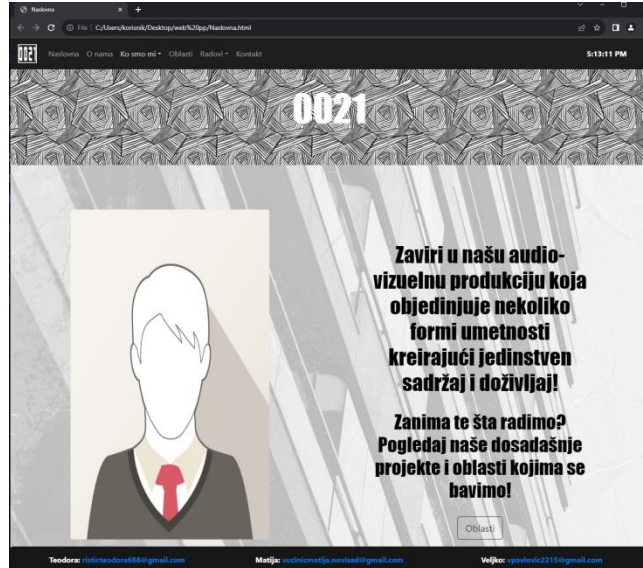 Naslovna
File C:/Users/korisnik/Desktop/web%20pp/Naslovna.html
0021 Naslovna O nama Ko smo mi Oblasti Radovi Kontakt 5:13:11 PM
0021
Zaviri u našu audio-
vizuelnu produkciju koja
objedinjuje nekoliko
formi umetnosti
kreirajući jedinstven
sadržaj i doživljaj!
Zanima te šta radimo?
Pogledaj naše dosadašnje
projekte i oblasti kojima se
bavimo!
Oblasti
Teodora: risticteodora688@gmail.com Matija: vucinicmatija.novisad@gmail.com Veljko: vpavlovic2215@gmail.com